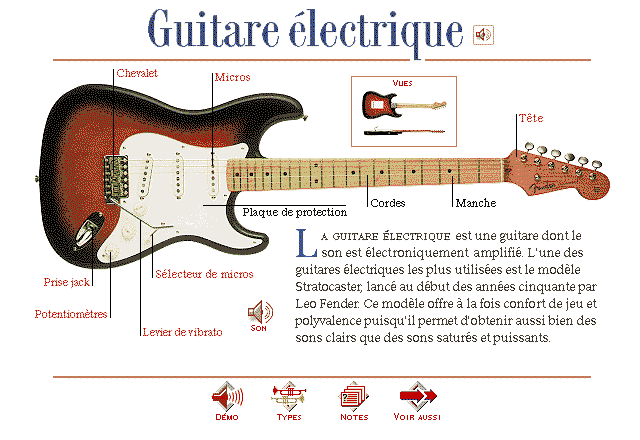 Guitare électrique
Chevalet
Micros
Vues
Tête
Plaque de protection
Cordes
Manche
Prise jack
Sélecteur de micros
Potentiomètres
Levier de vibrato
Son
La guitare électrique est une guitare dont le
son est électroniquement amplifié. L'une des
guitares électriques les plus utilisées est le modèle
Stratocaster, lancé au début des années cinquante par
Leo Fender. Ce modèle offre à la fois confort de jeu et
polyvalence puisqu'il permet d'obtenir aussi bien des
sons clairs que des sons saturés et puissants.
Démo
Types
Notes
Voir aussi